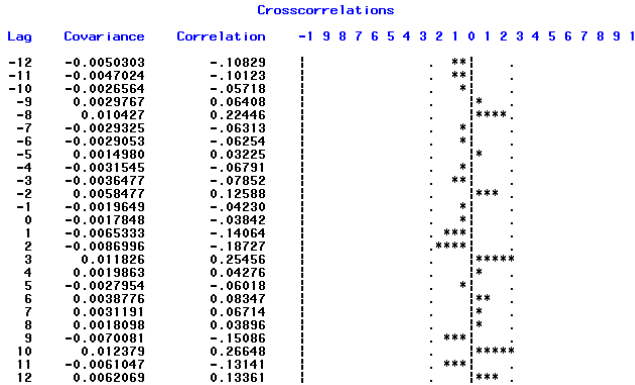 Crosscorrelations
Lag Covariance Correlation -1 9 8 7 6 5 4 3 2 1 0 1 2 3 4 5 6 7 8 9 1
-12 -0.0050303 -.10829 | . **| . |
-11 -0.0047024 -.10123 | . **| . |
-10 -0.0026564 -.05718 | . *| . |
-9 0.0029767 0.06408 | . |* . |
-8 0.010427 0.22446 | . |****. |
-7 -0.0029325 -.06313 | . *| . |
-6 -0.0029053 -.06254 | . *| . |
-5 0.0014980 0.03225 | . |* . |
-4 -0.0031545 -.06791 | . *| . |
-3 -0.0036477 -.07852 | . **| . |
-2 0.0058477 0.12588 | . |*** . |
-1 -0.0019649 -.04230 | . *| . |
0 -0.0017848 -.03842 | . *| . |
1 -0.0065333 -.14064 | . ***| . |
2 -0.0086996 -.18727 | .****| . |
3 0.011826 0.25456 | . |***** |
4 0.0019863 0.04276 | . |* . |
5 -0.0027954 -.06018 | . *| . |
6 0.0038776 0.08347 | . |** . |
7 0.0031191 0.06714 | . |* . |
8 0.0018098 0.03896 | . |* . |
9 -0.0070081 -.15086 | . ***| . |
10 0.012379 0.26648 | . |***** |
11 -0.0061047 -.13141 | . ***| . |
12 0.0062069 0.13361 | . |*** . |